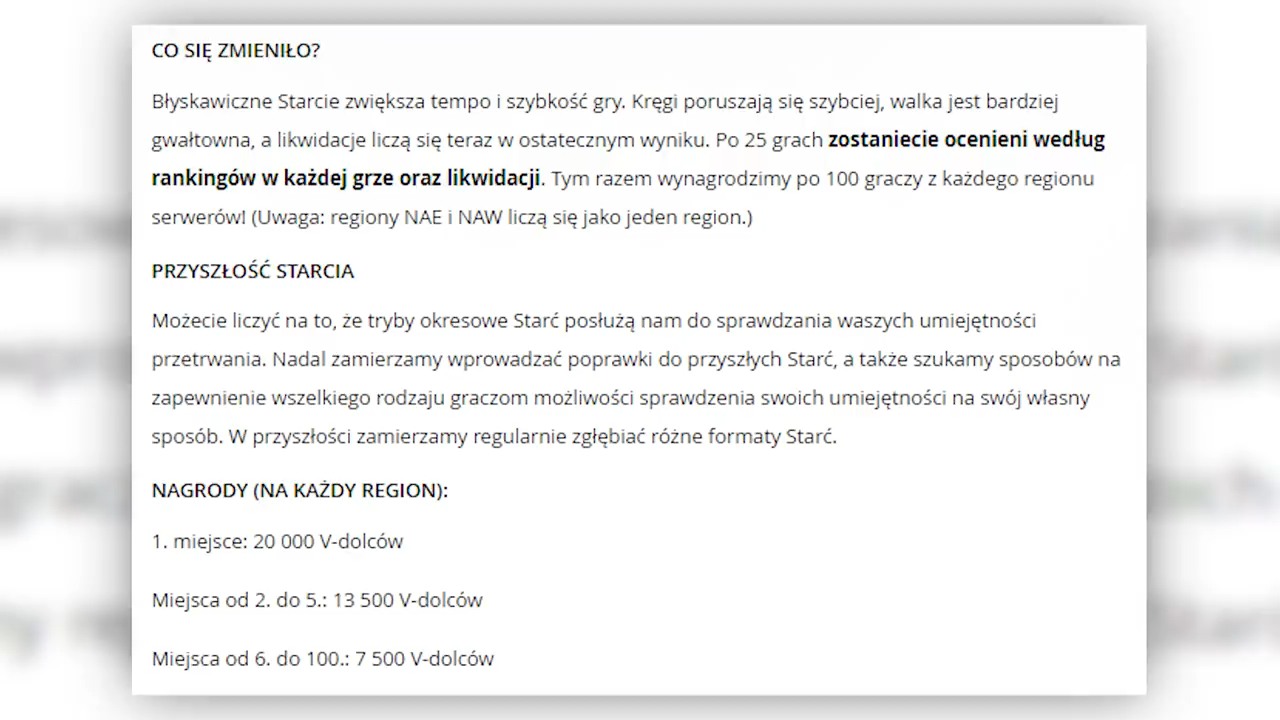 CO SIĘ ZMIENIŁO?
Błyskawiczne Starcie zwiększa tempo i szybkość gry. Kręgi poruszają się szybciej, walka jest bardziej
gwałtowna, a likwidacje liczą się teraz w ostatecznym wyniku. Po 25 grach zostaniecie ocenieni według
rankingów w każdej grze oraz likwidacji. Tym razem wynagrodzimy po 100 graczy z każdego regionu
serwerów! (Uwaga: regiony NAE i NAW liczą się jako jeden region.)
PRZYSZŁOŚĆ STARCIA
Możecie liczyć na to, że tryby okresowe Starć posłużą nam do sprawdzania waszych umiejętności
przetrwania. Nadal zamierzamy wprowadzać poprawki do przyszłych Starć, a także szukamy sposobów na
zapewnienie wszelkiego rodzaju graczom możliwości sprawdzenia swoich umiejętności na swój własny
sposób. W przyszłości zamierzamy regularnie zgłębiać różne formaty Starć.
NAGRODY (NA KAŻDY REGION):
1. miejsce: 20 000 V-dolców
Miejsca od 2. do 5.: 13 500 V-dolców
Miejsca od 6. do 100.: 7 500 V-dolców